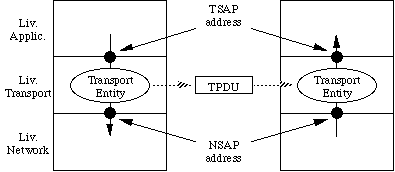 TSAP
address
Liv.
Applic.
Liv.
Transport
Transport
Entity
TPDU
Transport
Entity
Liv.
Network
NSAP
address